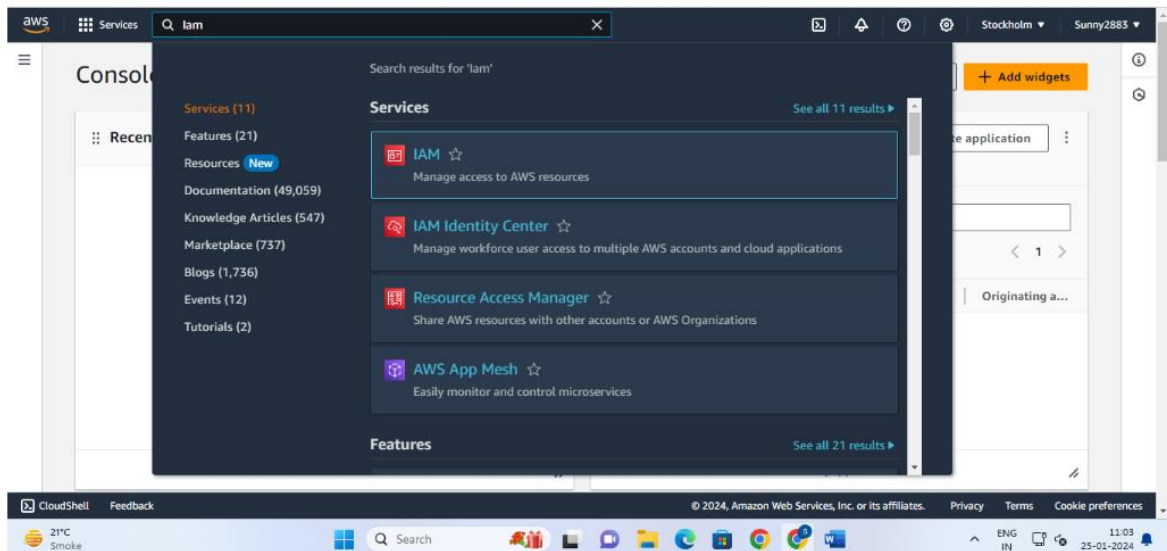 aws
Services
Iam
Stockholm ▼
Sunny2883 ▼
Consol
Search results for 'Iam'
+ Add widgets
Services (11)
Features (21)
Resources New
Documentation (49,059)
Knowledge Articles (547)
Marketplace (737)
Blogs (1,736)
Events (12)
Tutorials (2)
Services
See all 11 results ▶
IAM
Manage access to AWS resources
IAM Identity Center
Manage workforce user access to multiple AWS accounts and cloud applications
Resource Access Manager
Share AWS resources with other accounts or AWS Organizations
AWS App Mesh
Easily monitor and control microservices
Features
See all 21 results ▶
Recen
te application
< 1 >
Originating a...
CloudShell
Feedback
© 2024, Amazon Web Services, Inc. or its affiliates.
Privacy
Terms
Cookie preferences
21°C
Smoke
Search
ENG
IN
11:03
25-01-2024